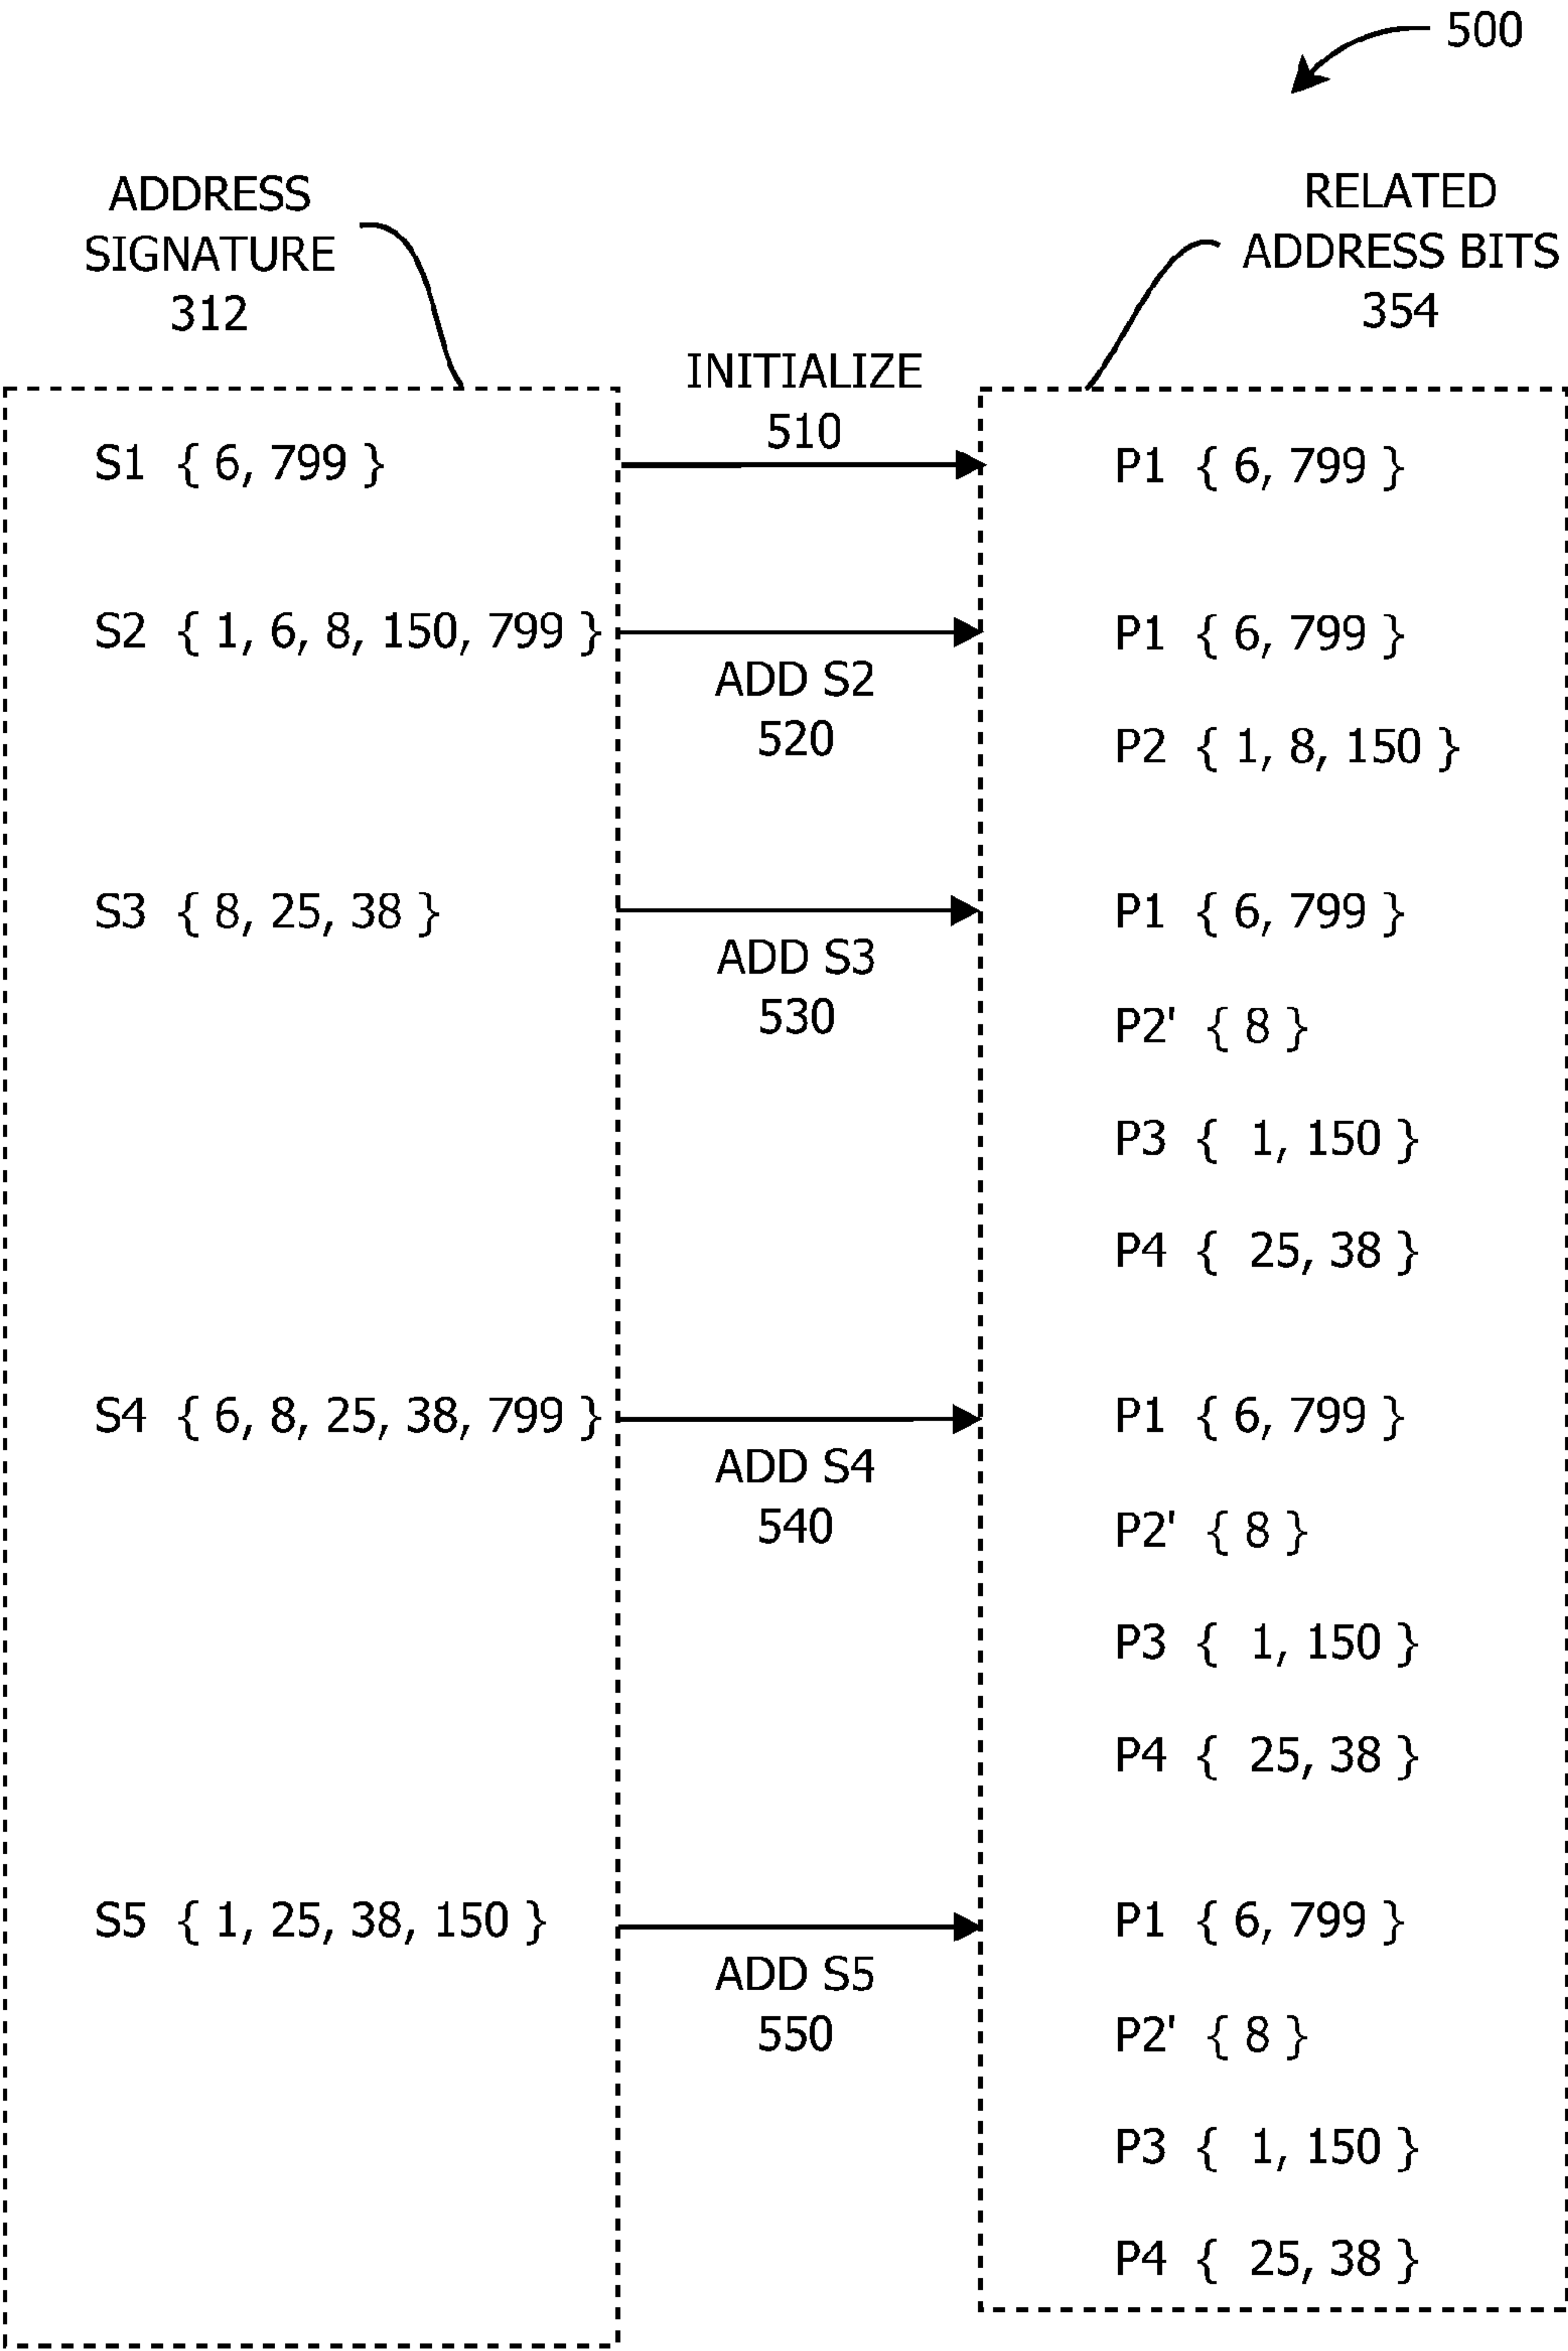 500
ADDRESS
SIGNATURE
312
RELATED
ADDRESS BITS
354
INITIALIZE
510
S1 { 6, 799 }
P1 { 6, 799 }
S2 { 1, 6, 8, 150, 799 }
ADD S2
520
P1 { 6, 799 }
P2 { 1, 8, 150 }
S3 { 8, 25, 38 }
ADD S3
530
P1 { 6, 799 }
P2' { 8 }
P3 { 1, 150 }
P4 { 25, 38 }
S4 { 6, 8, 25, 38, 799 }
ADD S4
540
P1 { 6, 799 }
P2' { 8 }
P3 { 1, 150 }
P4 { 25, 38 }
S5 { 1, 25, 38, 150 }
ADD S5
550
P1 { 6, 799 }
P2' { 8 }
P3 { 1, 150 }
P4 { 25, 38 }